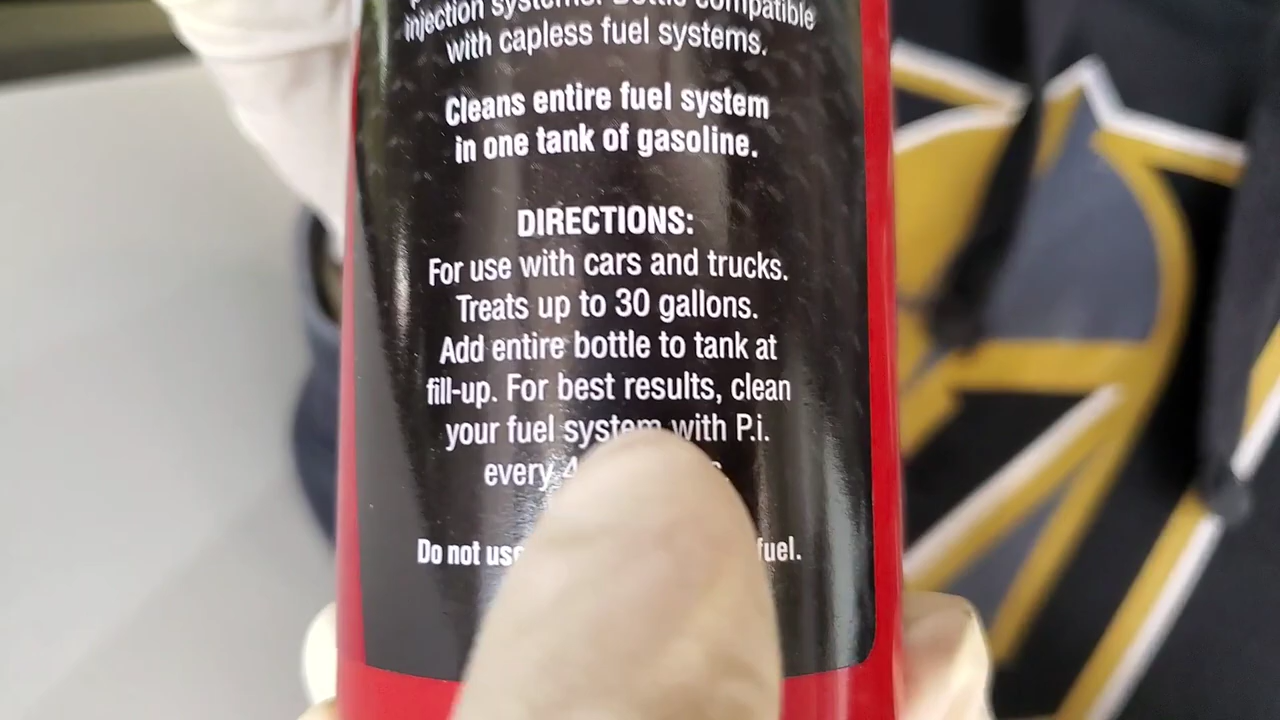 injection systems. Bottle compatible
with capless fuel systems.
Cleans entire fuel system
in one tank of gasoline.
DIRECTIONS:
For use with cars and trucks.
Treats up to 30 gallons.
Add entire bottle to tank at
fill-up. For best results, clean
your fuel system with P.i.
every
Do not use fuel.